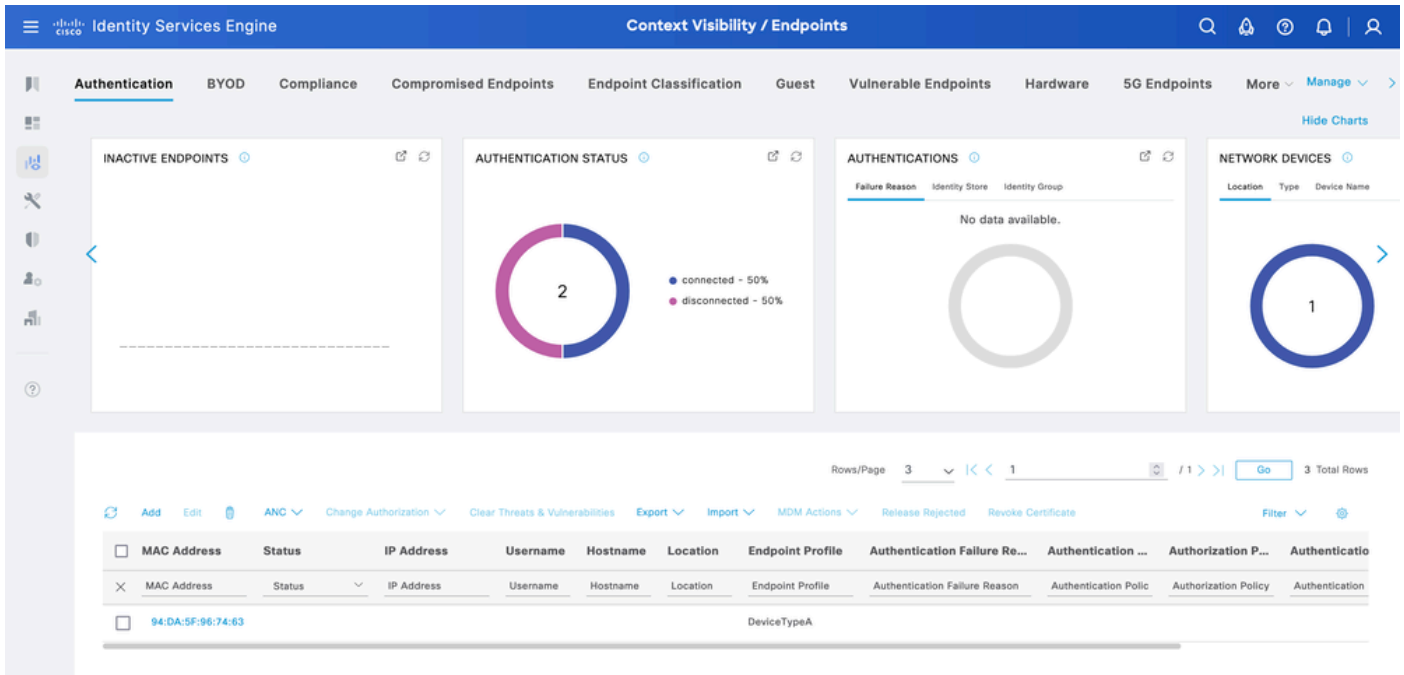 cisco Identity Services Engine
Context Visibility / Endpoints
Authentication BYOD Compliance Compromised Endpoints Endpoint Classification Guest Vulnerable Endpoints Hardware 5G Endpoints More Manage
Hide Charts
INACTIVE ENDPOINTS
AUTHENTICATION STATUS
2
connected - 50%
disconnected - 50%
AUTHENTICATIONS
Failure Reason Identity Store Identity Group
No data available.
NETWORK DEVICES
Location Type Device Name
1
Rows/Page 3 1 / 1 Go 3 Total Rows
Add Edit ANC Change Authorization Clear Threats & Vulnerabilities Export Import MDM Actions Release Rejected Revoke Certificate Filter
MAC Address Status IP Address Username Hostname Location Endpoint Profile Authentication Failure Re... Authentication ... Authorization P... Authenticatio
MAC Address Status IP Address Username Hostname Location Endpoint Profile Authentication Failure Reason Authentication Polic Authorization Policy Authentication
94:DA:5F:96:74:63 DeviceTypeA